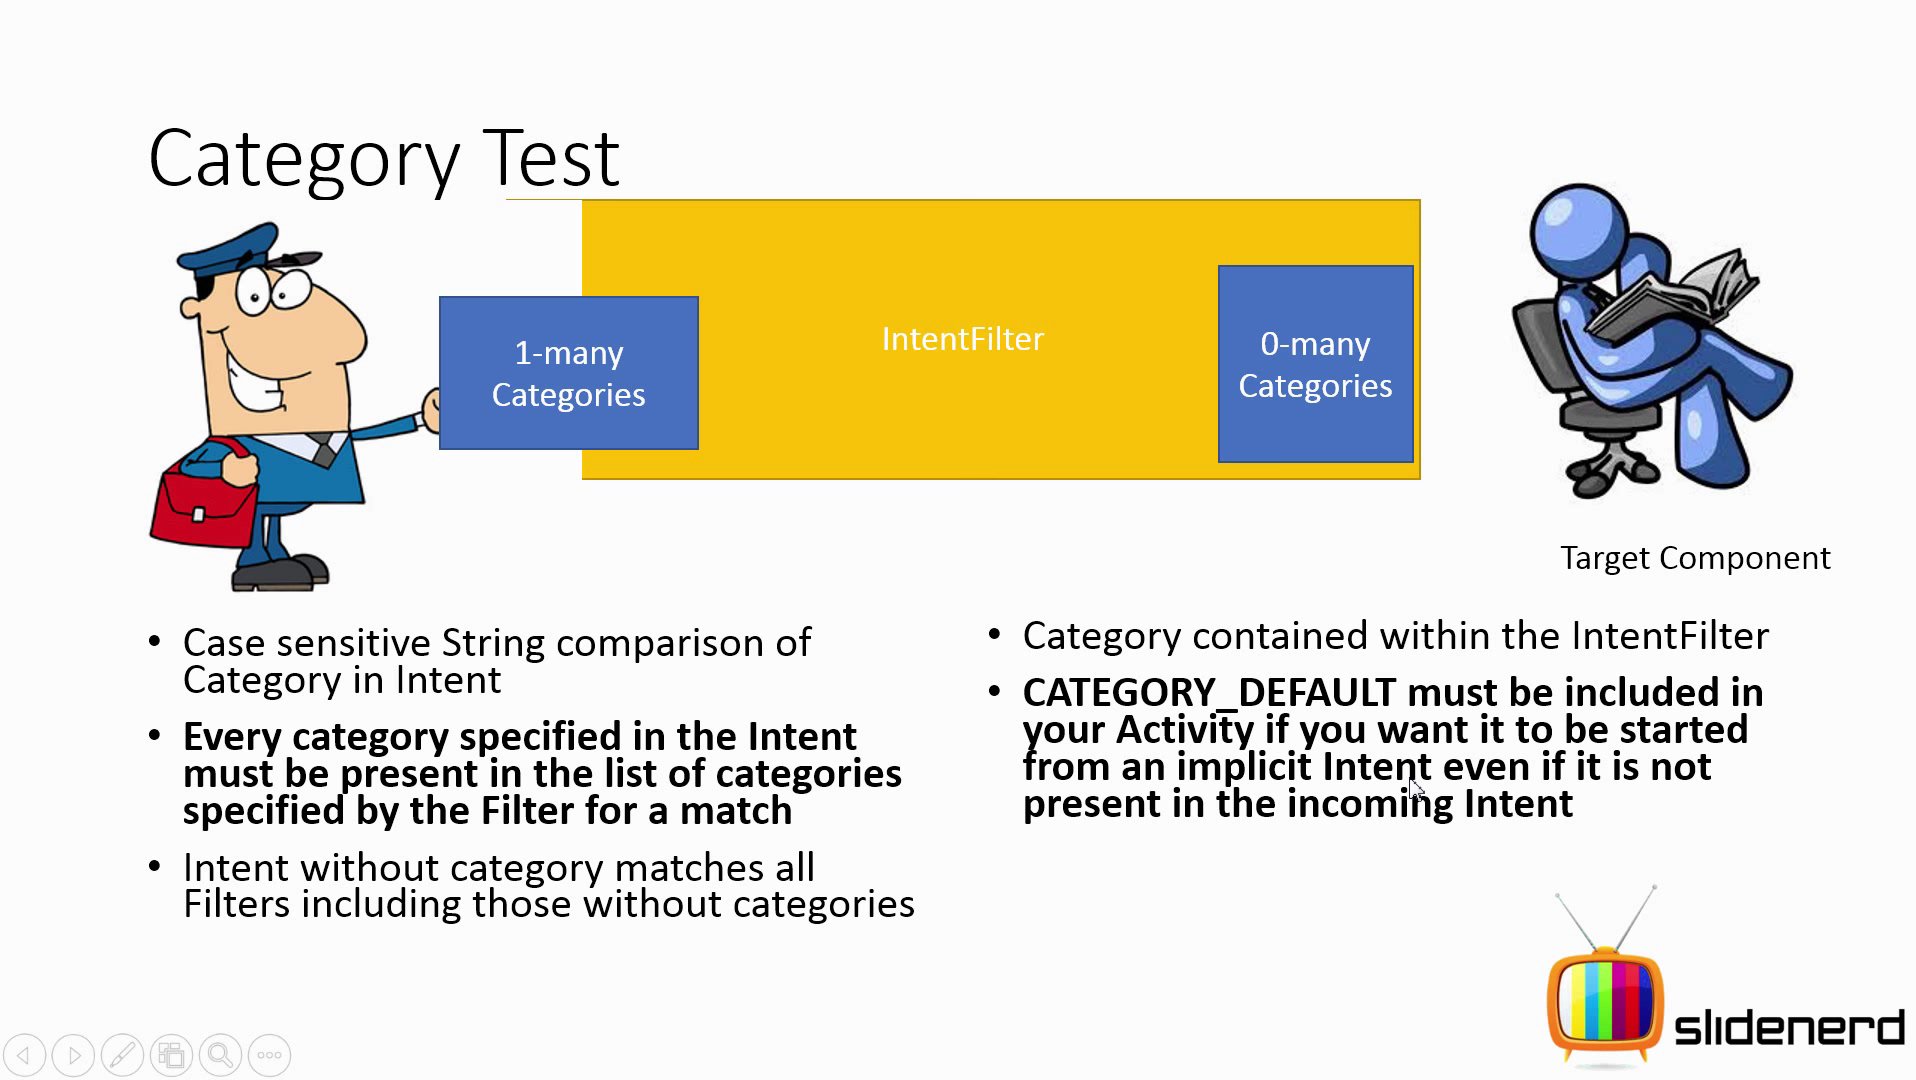 Category Test
1-many
Categories
IntentFilter
0-many
Categories
Target Component
• Case sensitive String comparison of
Category in Intent
• Every category specified in the Intent
must be present in the list of categories
specified by the Filter for a match
• Intent without category matches all
Filters including those without categories
• Category contained within the IntentFilter
• CATEGORY_DEFAULT must be included in
your Activity if you want it to be started
from an implicit Intent even if it is not
present in the incoming Intent
slidenerd